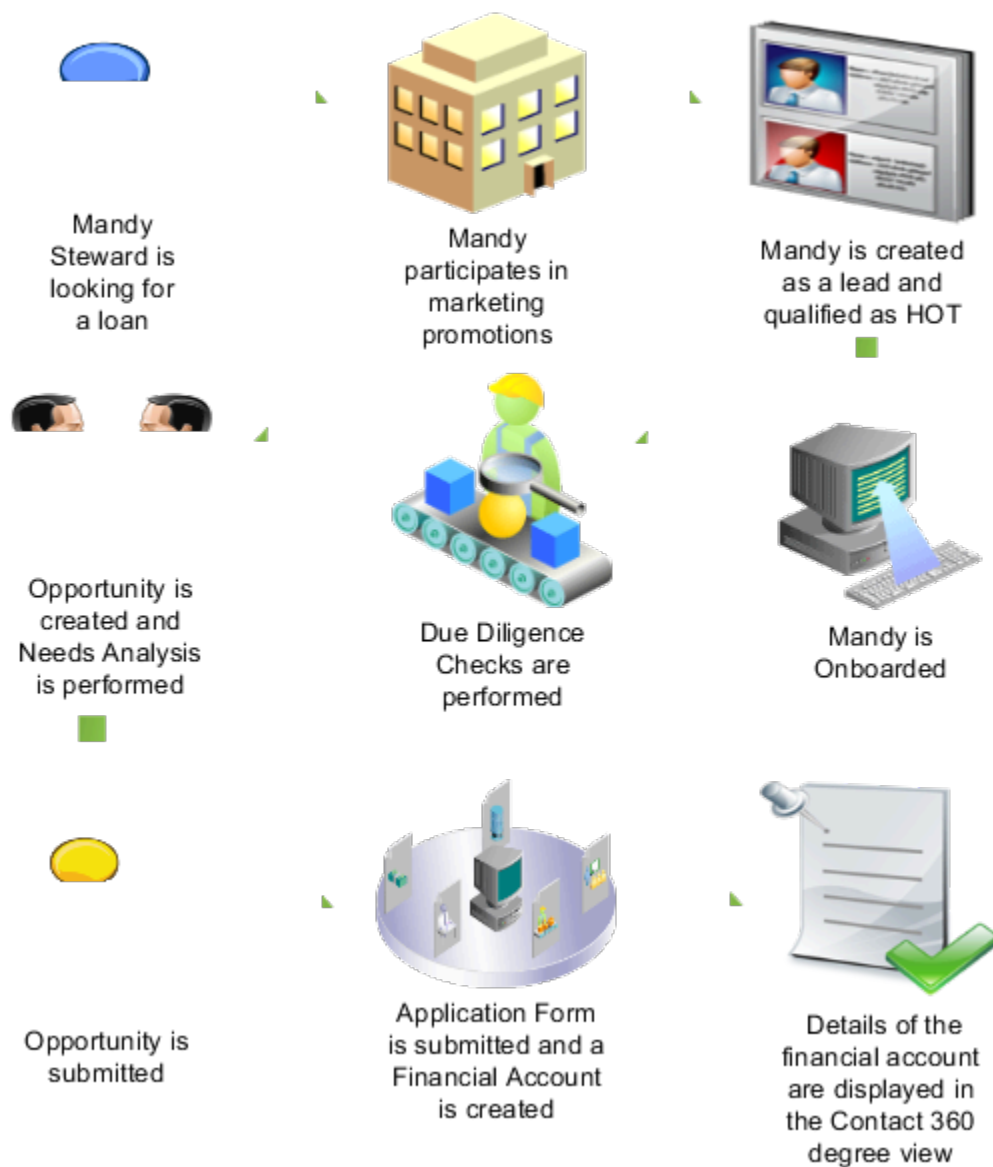 Mandy
Steward is
looking for
a loan
Mandy
participates in
marketing
promotions
Mandy is created
as a lead and
qualified as HOT
Opportunity is
created and
Needs Analysis
is performed
Due Diligence
Checks are
performed
Mandy is
Onboarded
Opportunity is
submitted
Application Form
is submitted and a
Financial Account
is created
Details of the
financial account
are displayed in
the Contact 360
degree view